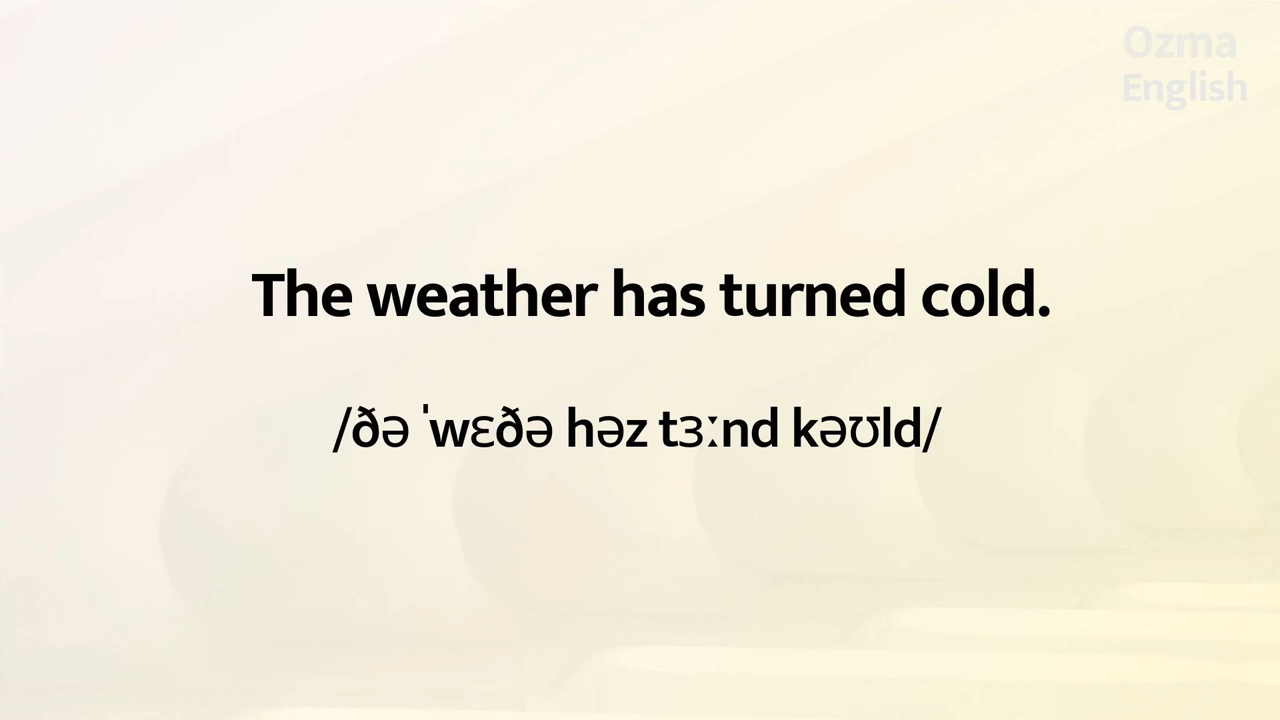 Ozma
English
The weather has turned cold.
/ðə ˈwɛðə həz tɜːnd kəʊld/